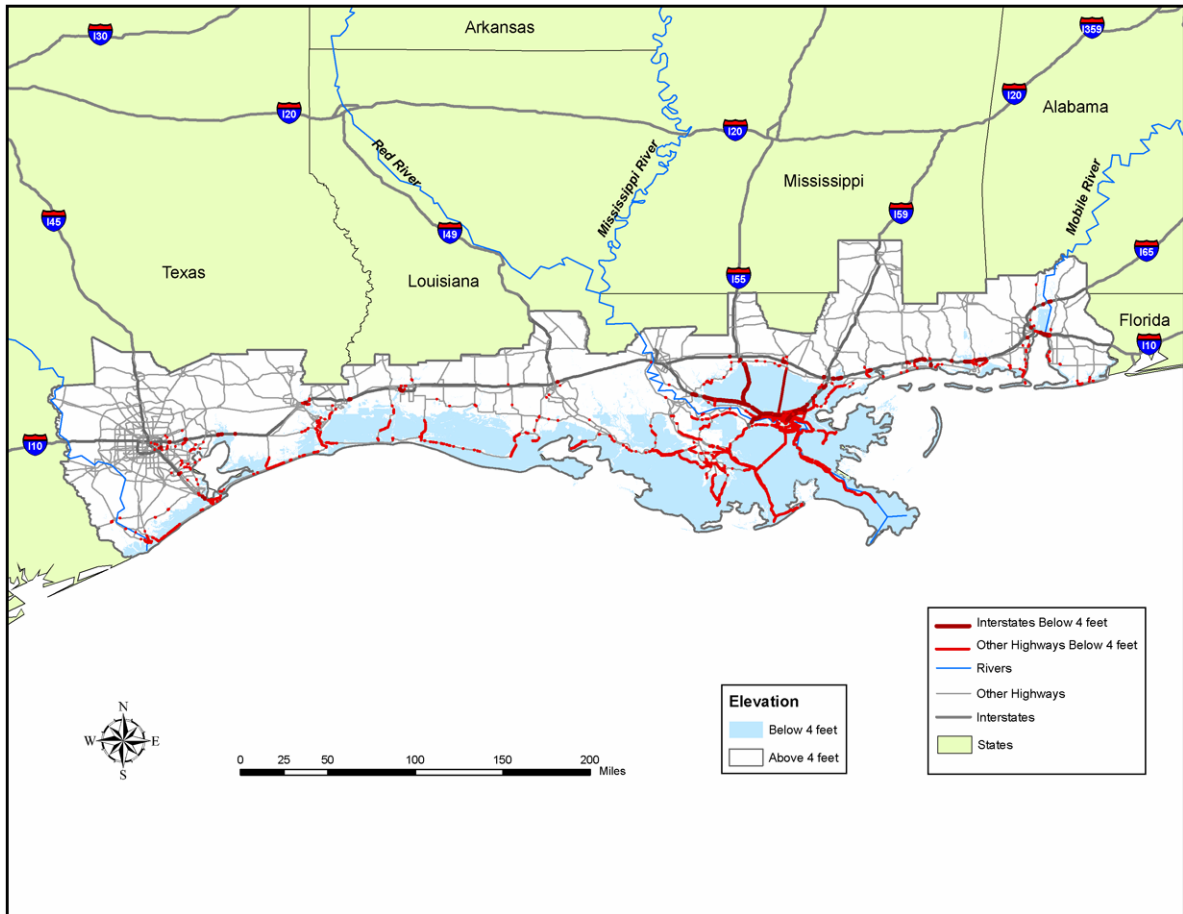 Arkansas
I30
I359
I20
I20
I20
Alabama
Red River
Mississippi River
Mississippi
Mobile River
I45
I59
I49
I65
Texas
Louisiana
I55
Florida
I10
I10
Interstates Below 4 feet
Other Highways Below 4 feet
Rivers
Other Highways
Interstates
States
Elevation
Below 4 feet
Above 4 feet
N
W E
S
0 25 50 100 150 200
Miles